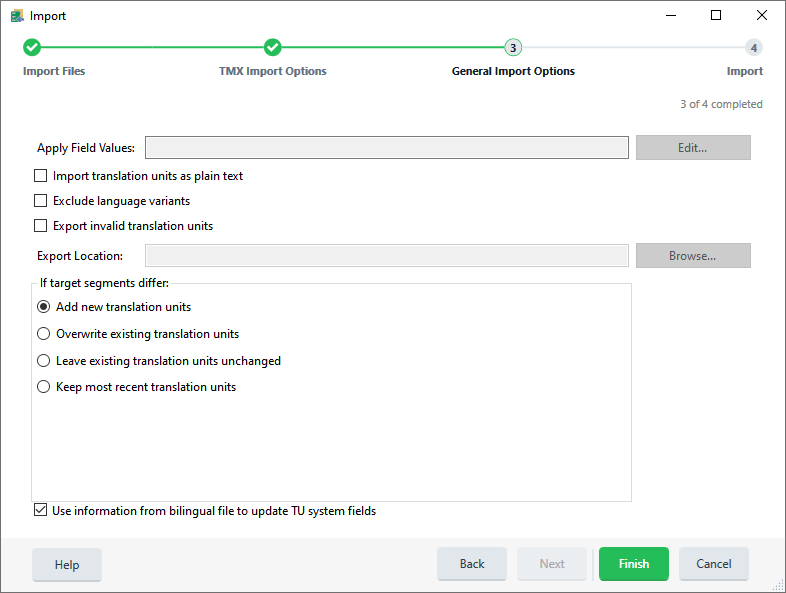 Import
3
4
Import Files
TMX Import Options
General Import Options
Import
3 of 4 completed
Apply Field Values:
Edit...
Import translation units as plain text
Exclude language variants
Export invalid translation units
Export Location:
Browse...
If target segments differ:
Add new translation units
Overwrite existing translation units
Leave existing translation units unchanged
Keep most recent translation units
Use information from bilingual file to update TU system fields
Help
Back
Next
Finish
Cancel